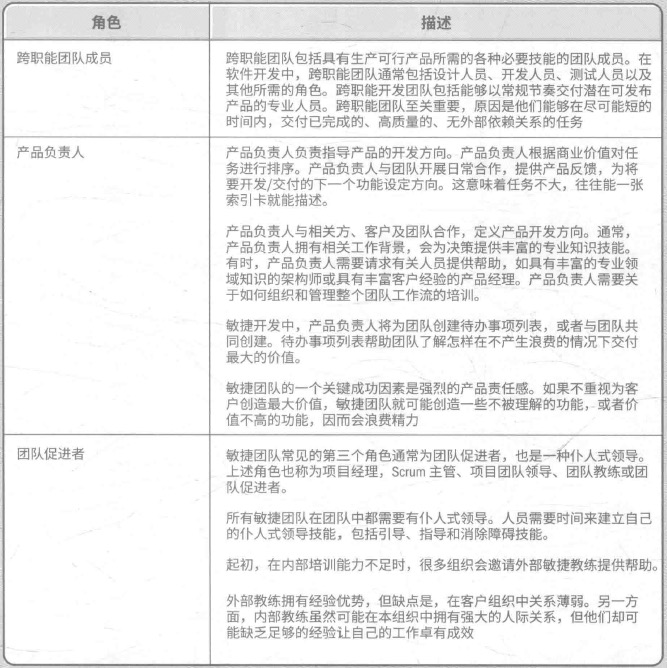 角色
描述
跨职能团队成员
跨职能团队包括具有生产可行产品所需的各种必要技能的团队成员。在
软件开发中，跨职能团队通常包括设计人员、开发人员、测试人员以及
其他所需的角色。跨职能开发团队包括能够以常规节奏交付潜在可发布
产品的专业人员。跨职能团队至关重要，原因是他们能够在尽可能短的
时间内，交付已完成的、高质量的、无外部依赖关系的任务
产品负责人
产品负责人负责指导产品的开发方向。产品负责人根据商业价值对任
务进行排序。产品负责人与团队开展日常合作，提供产品反馈，为将
要开发/交付的下一个功能设定方向。这意味着任务不大，往往能一张
索引卡就能描述。
产品负责人与相关方、客户及团队合作，定义产品开发方向。通常，
产品负责人拥有相关工作背景，会为决策提供丰富的专业知识技能。
有时，产品负责人需要请求有关人员提供帮助，如具有丰富的专业领
域知识的架构师或具有丰富客户经验的产品经理。产品负责人需要关
于如何组织和管理整个团队工作流的培训。
敏捷开发中，产品负责人将为团队创建待办事项列表，或者与团队共
同创建。待办事项列表帮助团队了解怎样在不产生浪费的情况下交付
最大的价值。
敏捷团队的一个关键成功因素是强烈的产品责任感。如果不重视为客
户创造最大价值，敏捷团队就可能创造一些不被理解的功能，或者价
值不高的功能，因而会浪费精力
团队促进者
敏捷团队常见的第三个角色通常为团队促进者，也是一种仆人式领导。
上述角色也称为项目经理，Scrum 主管、项目团队领导、团队教练或团
队促进者。
所有敏捷团队在团队中都需要有仆人式领导。人员需要时间来建立自己
的仆人式领导技能，包括引导、指导和消除障碍技能。
起初，在内部培训能力不足时，很多组织会邀请外部敏捷教练提供帮助。
外部教练拥有经验优势，但缺点是，在客户组织中关系薄弱。另一方
面，内部教练虽然可能在本组织中拥有强大的人际关系，但他们却可
能缺乏足够的经验让自己的工作卓有成效